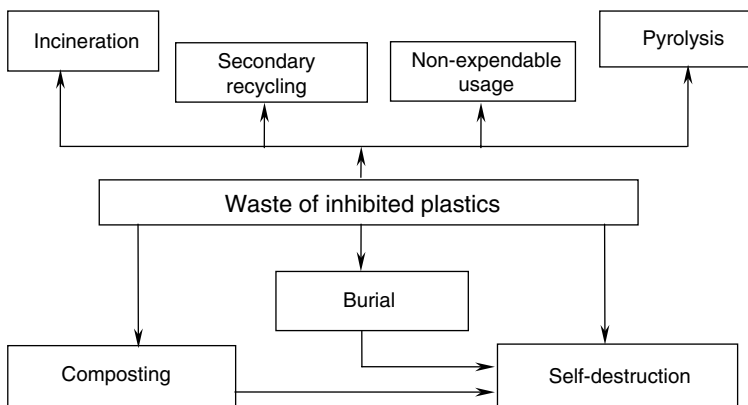 Incineration
Secondary
recycling
Non-expendable
usage
Pyrolysis
Waste of inhibited plastics
Burial
Composting
Self-destruction